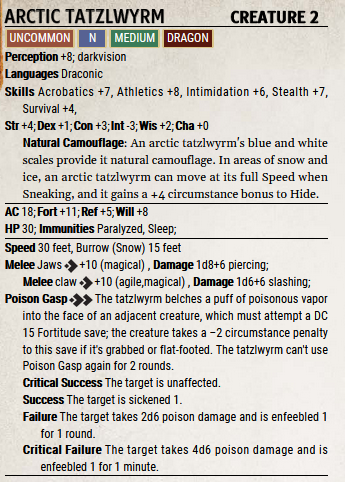 ARCTIC TATZLWYRM CREATURE 2
UNCOMMON N MEDIUM DRAGON
Perception +8; darkvision
Languages Draconic
Skills Acrobatics +7, Athletics +8, Intimidation +6, Stealth +7,
Survival +4,
Str +4; Dex +1; Con +3; Int -3; Wis +2; Cha +0
Natural Camouflage: An arctic tatzlwyrm's blue and white
scales provide it natural camouflage. In areas of snow and
ice, an arctic tatzlwyrm can move at its full Speed when
Sneaking, and it gains a +4 circumstance bonus to Hide.
AC 18; Fort +11; Ref +5; Will +8
HP 30; Immunities Paralyzed, Sleep;
Speed 30 feet, Burrow (Snow) 15 feet
Melee Jaws +10 (magical) , Damage 1d8+6 piercing;
Melee claw +10 (agile,magical) , Damage 1d6+6 slashing;
Poison Gasp The tatzlwyrm belches a puff of poisonous vapor
into the face of an adjacent creature, which must attempt a DC
15 Fortitude save; the creature takes a −2 circumstance penalty
to this save if it's grabbed or flat-footed. The tatzlwyrm can't use
Poison Gasp again for 2 rounds.
Critical Success The target is unaffected.
Success The target is sickened 1.
Failure The target takes 2d6 poison damage and is enfeebled 1
for 1 round.
Critical Failure The target takes 4d6 poison damage and is
enfeebled 1 for 1 minute.